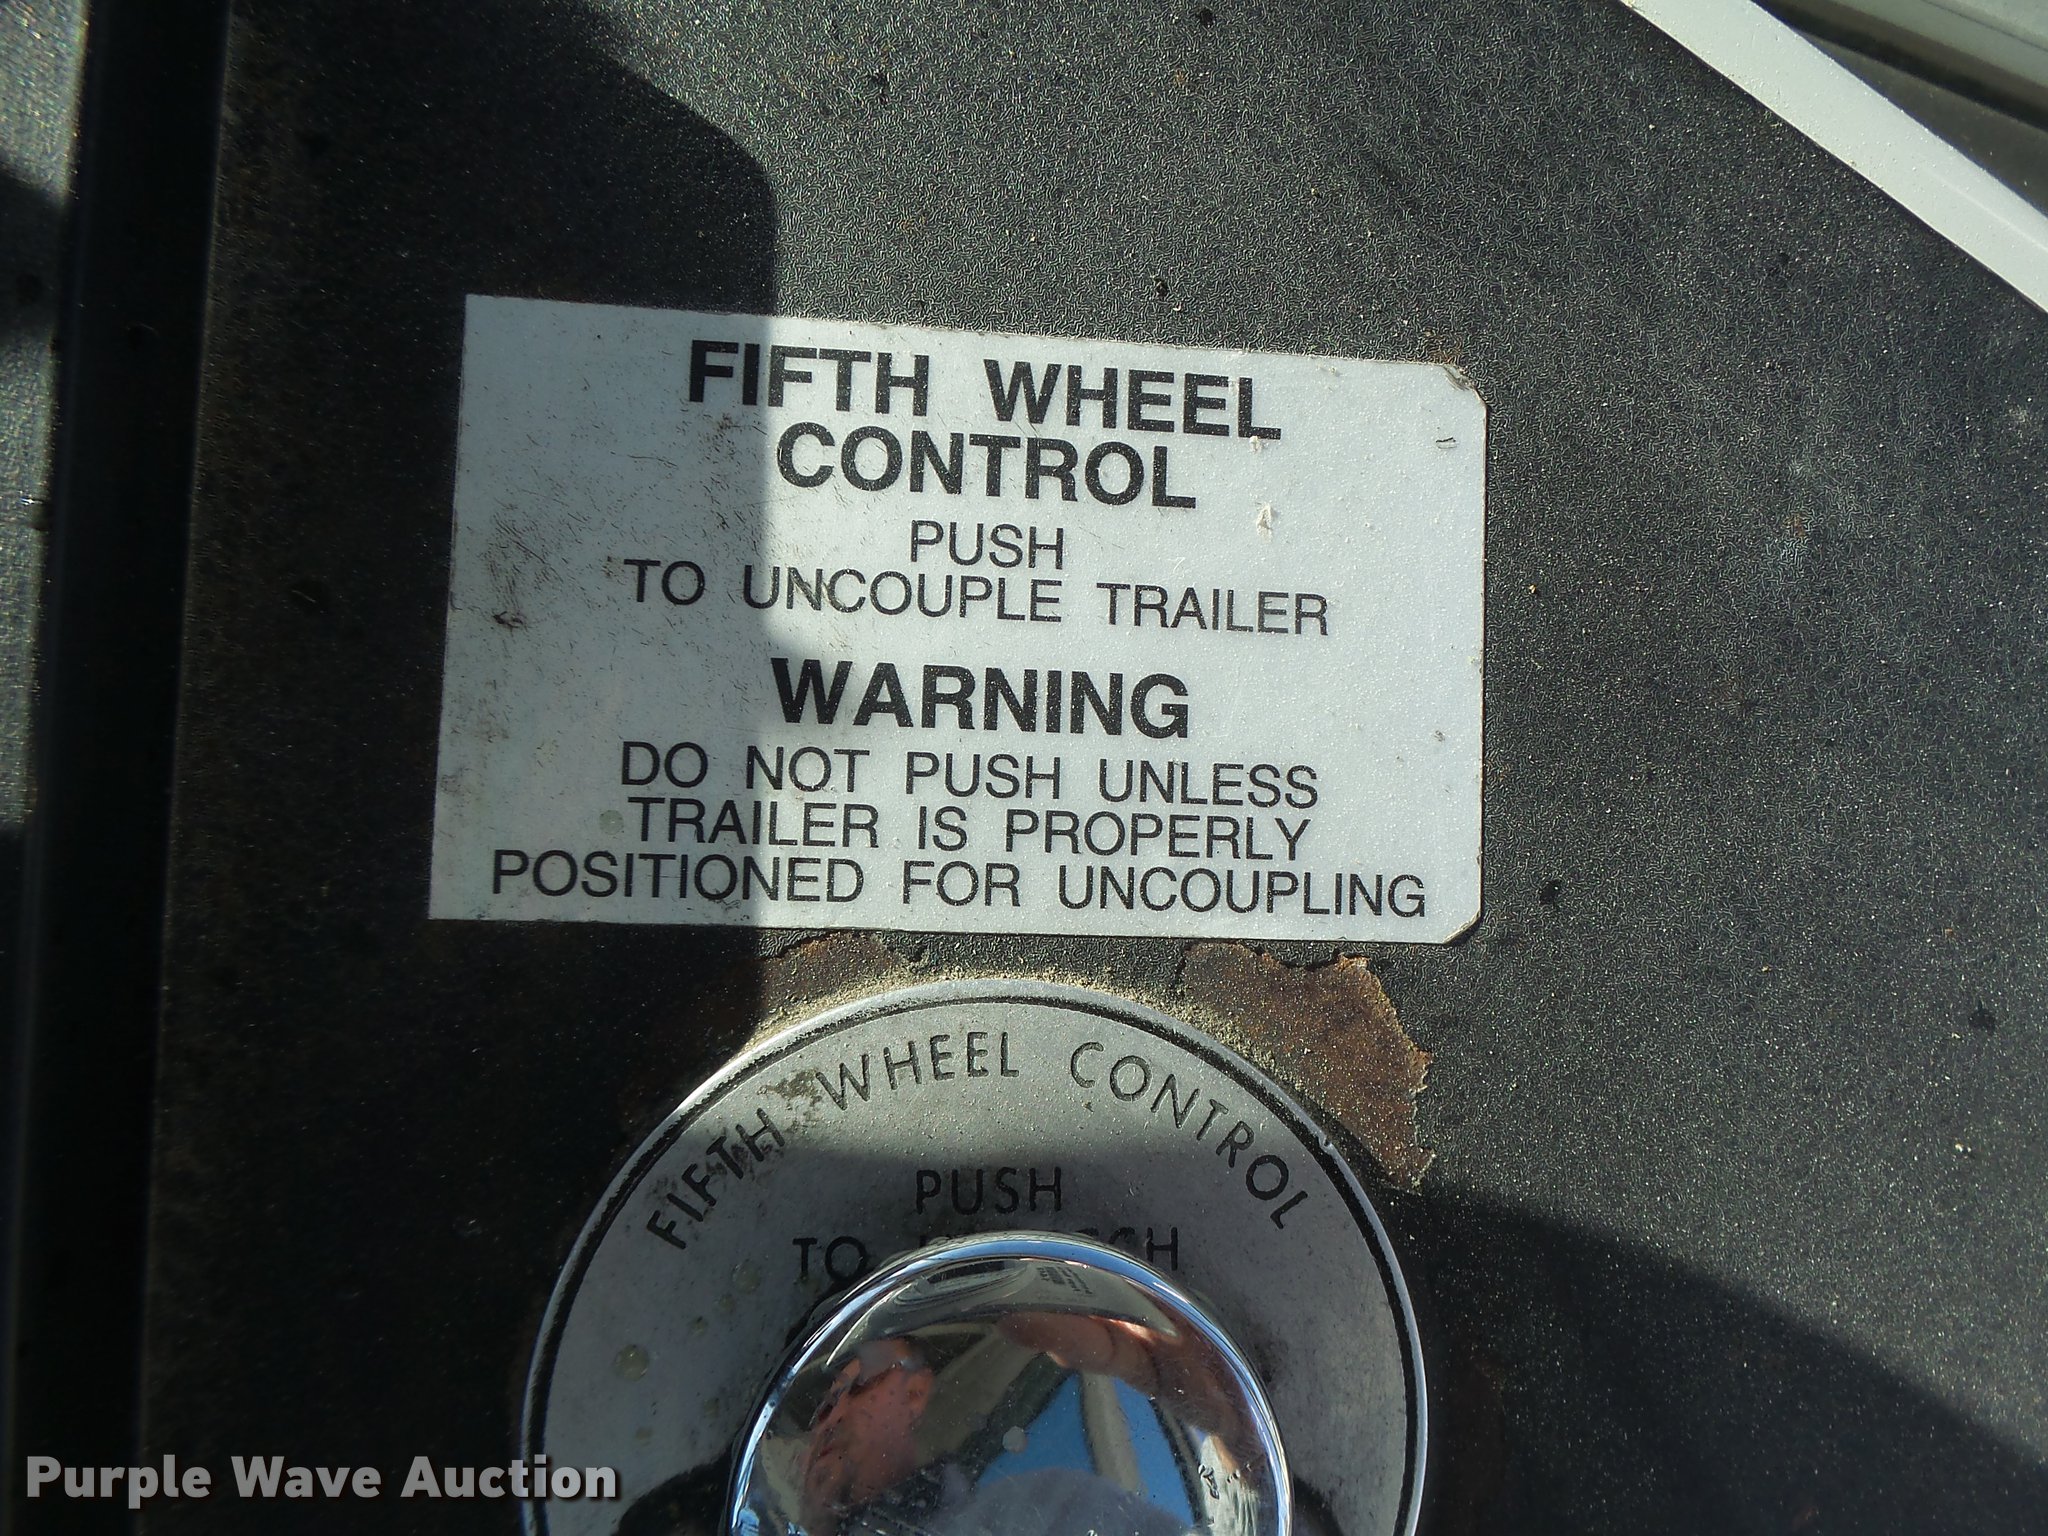 FIFTH WHEEL
CONTROL
PUSH
TO UNCOUPLE TRAILER
WARNING
DO NOT PUSH UNLESS
TRAILER IS PROPERLY
POSITIONED FOR UNCOUPLING
FIFTH WHEEL CONTROL
PUSH
TO
Purple Wave Auction